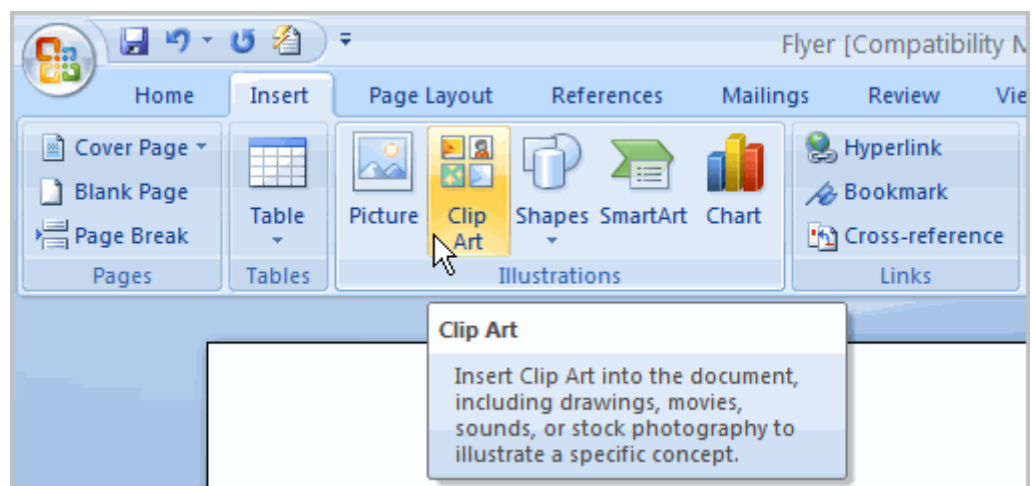 Flyer [Compatibility
Home Insert Page Layout References Mailings Review
Cover Page
Blank Page
Page Break
Pages
Table
Tables
Picture
Clip
Art
Shapes
SmartArt
Chart
Illustrations
Hyperlink
Bookmark
Cross-reference
Links
Clip Art
Insert Clip Art into the document,
including drawings, movies,
sounds, or stock photography to
illustrate a specific concept.